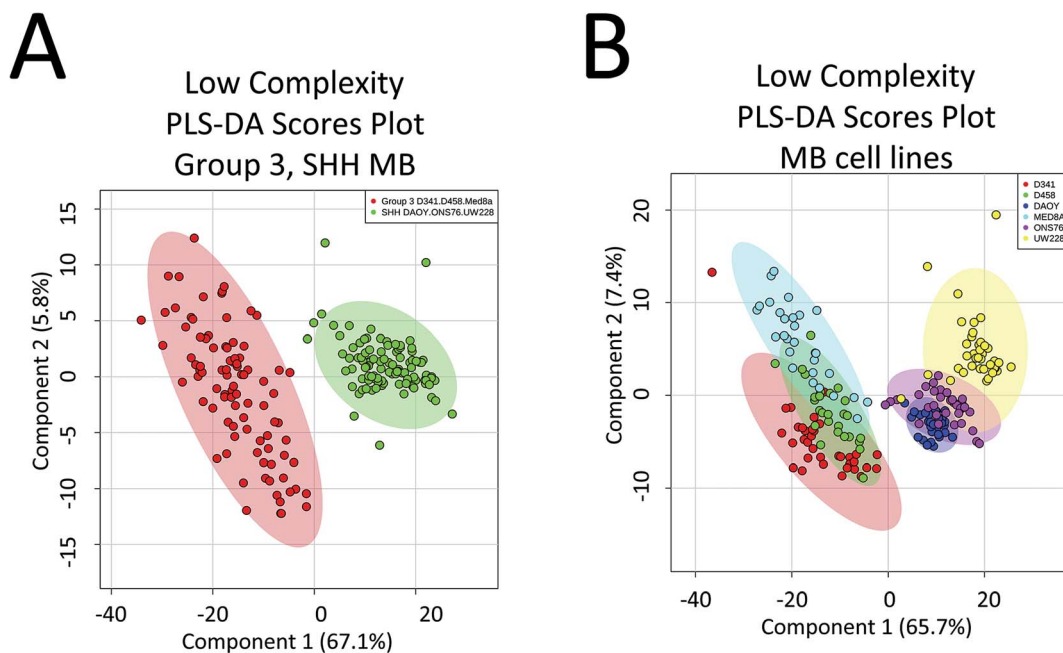 A
Low Complexity
PLS-DA Scores Plot
Group 3, SHH MB
Group 3 D341.D458.Med8a
SHH DAOY.ONS76.UW228
Component 2 (5.8%)
15
10
5
0
-5
-10
-15
-40
-20
0
20
Component 1 (67.1%)
B
Low Complexity
PLS-DA Scores Plot
MB cell lines
D341
D458
DAOY
MED8A
ONS76
UW228
Component 2 (7.4%)
20
10
0
-10
-40
-20
0
20
Component 1 (65.7%)